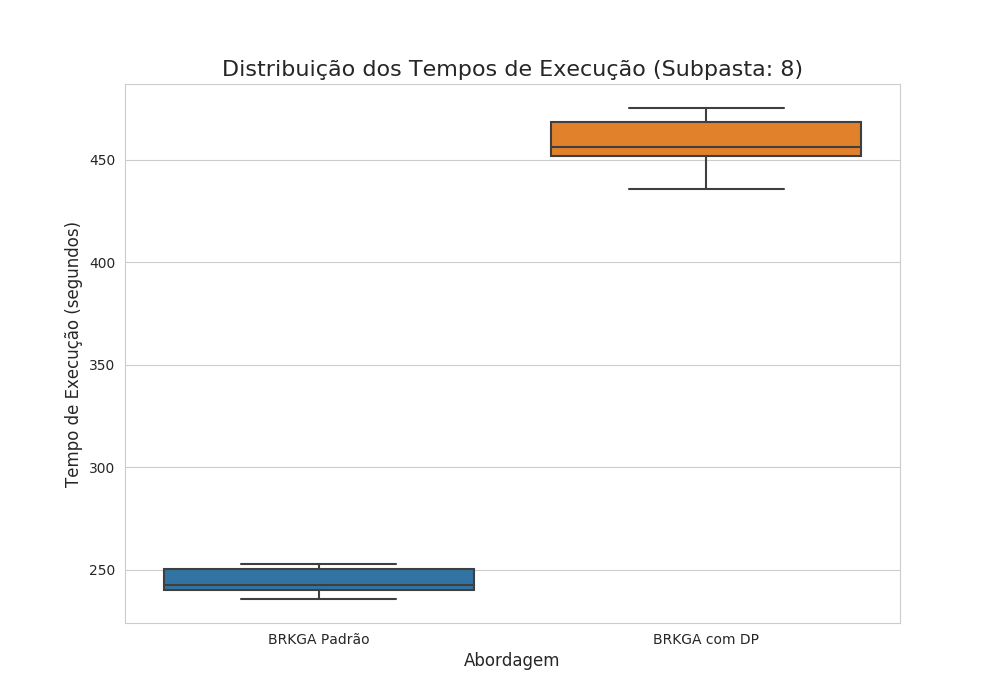 Distribuição dos Tempos de Execução (Subpasta: 8)
Tempo de Execução (segundos)
450
400
350
300
250
BRKGA Padrão
BRKGA com DP
Abordagem